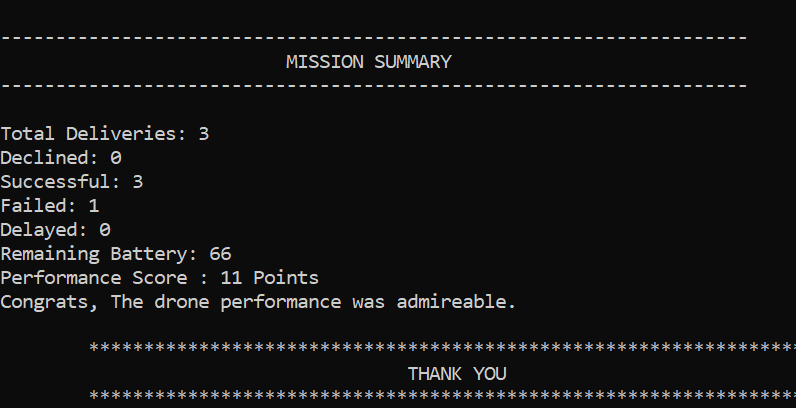 --------------------------------------------------------------------
MISSION SUMMARY
--------------------------------------------------------------------
Total Deliveries: 3
Declined: 0
Successful: 3
Failed: 1
Delayed: 0
Remaining Battery: 66
Performance Score : 11 Points
Congrats, The drone performance was admireable.
****************************************************************
THANK YOU
****************************************************************